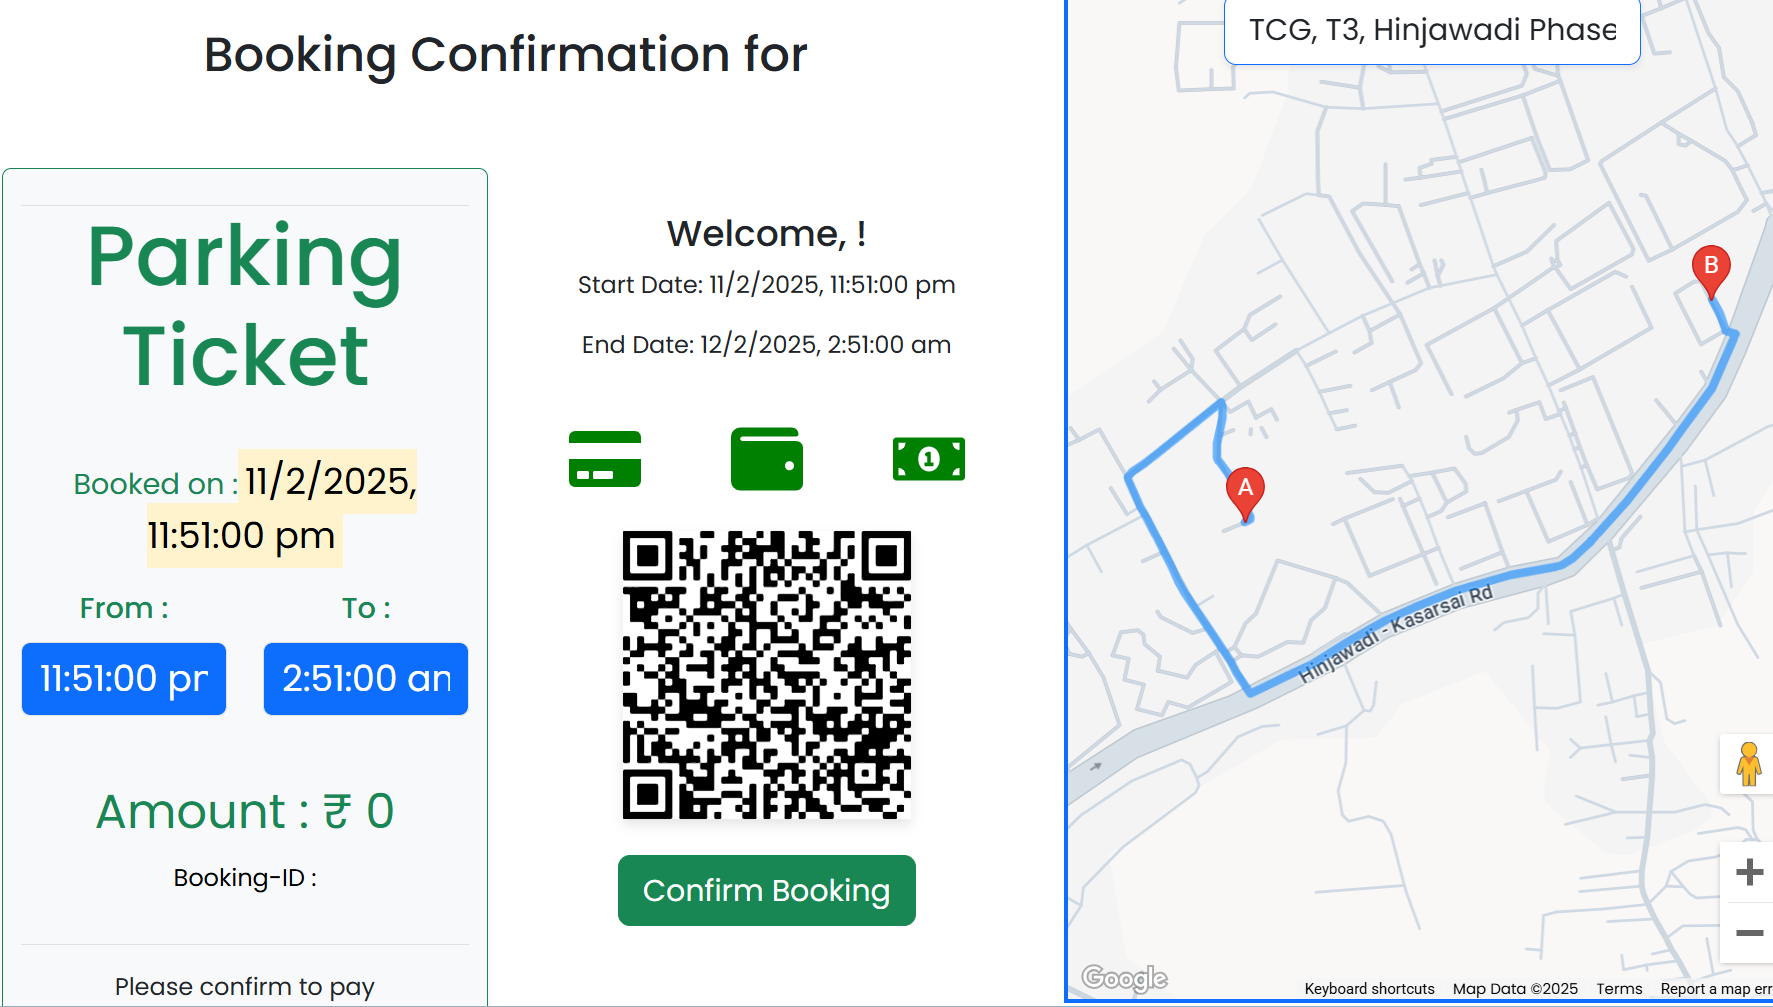 Booking Confirmation for
Parking
Ticket
Booked on : 11/2/2025,
11:51:00 pm
From :
To :
11:51:00 pr
2:51:00 an
Amount : ₹ 0
Booking-ID :
Please confirm to pay
Welcome, !
Start Date: 11/2/2025, 11:51:00 pm
End Date: 12/2/2025, 2:51:00 am
1
Confirm Booking
TCG, T3, Hinjawadi Phase
B
A
Hinjawadi - Kasarsai Rd
Google
Keyboard shortcuts
Map Data ©2025
Terms
Report a map err